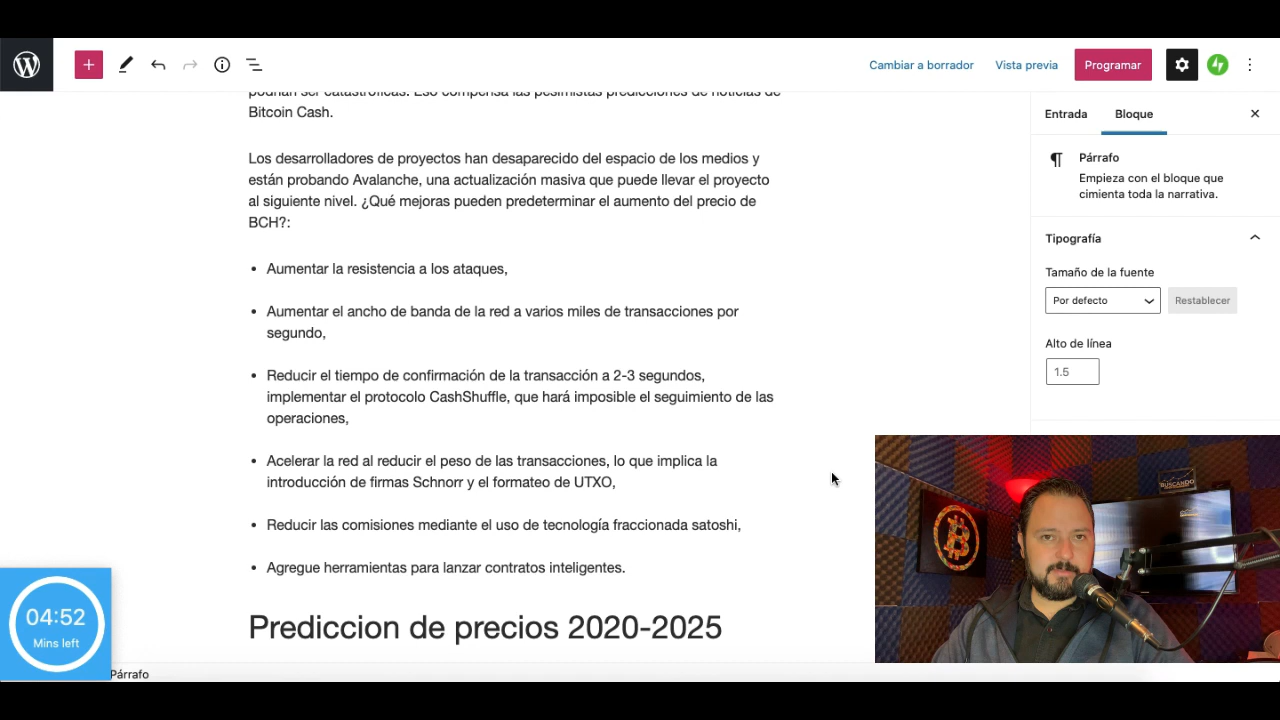 Cambiar a borrador Vista previa Programar
podrían ser catastróficas. Eso compensa las pesimistas predicciones de noticias de
Bitcoin Cash.
Los desarrolladores de proyectos han desaparecido del espacio de los medios y
están probando Avalanche, una actualización masiva que puede llevar el proyecto
al siguiente nivel. ¿Qué mejoras pueden predeterminar el aumento del precio de
BCH?:
• Aumentar la resistencia a los ataques,
• Aumentar el ancho de banda de la red a varios miles de transacciones por
segundo,
• Reducir el tiempo de confirmación de la transacción a 2-3 segundos,
implementar el protocolo CashShuffle, que hará imposible el seguimiento de las
operaciones,
• Acelerar la red al reducir el peso de las transacciones, lo que implica la
introducción de firmas Schnorr y el formateo de UTXO,
• Reducir las comisiones mediante el uso de tecnología fraccionada satoshi,
• Agregue herramientas para lanzar contratos inteligentes.
Prediccion de precios 2020-2025
Párrafo
Entrada Bloque
Párrafo
Empieza con el bloque que
cimienta toda la narrativa.
Tipografía
Tamaño de la fuente
Por defecto Restablecer
Alto de línea
1.5
BUSCANDO
04:52
Mins left